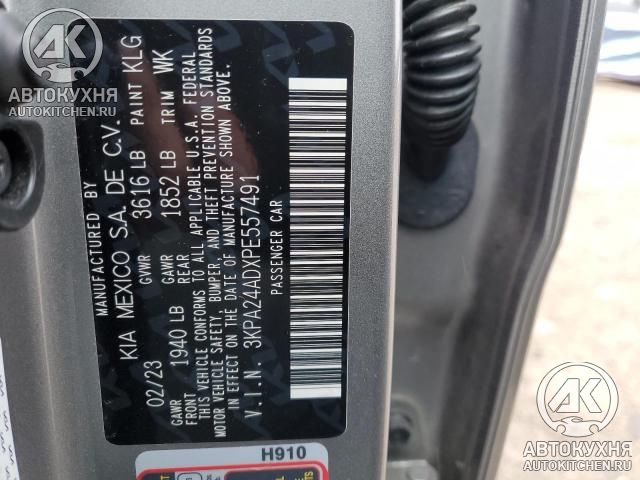 MANUFACTURED BY
KIA MEXICO S.A. DE C.V.
02/23 GVWR 3616 LB PAINT KLG
GAWR FRONT 1940 LB GAWR REAR 1852 LB TRIM WK
THIS VEHICLE CONFORMS TO ALL APPLICABLE U.S.A. FEDERAL
MOTOR VEHICLE SAFETY, BUMPER, AND THEFT PREVENTION STANDARDS
IN EFFECT ON THE DATE OF MANUFACTURE SHOWN ABOVE.
V.I.N. 3KPA24ADXPE557491
PASSENGER CAR
H910
АК
АВТОКУХНЯ
AUTOKITCHEN.RU
АК
АВТОКУХНЯ
AUTOKITCHEN.RU